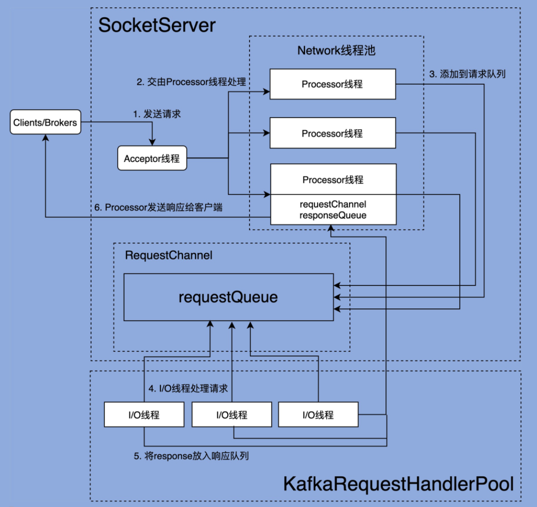 SocketServer
Network线程池
2. 交由Processor线程处理
3. 添加到请求队列
Processor线程
1. 发送请求
Clients/Brokers
Processor线程
Acceptor线程
Processor线程
requestChannel
responseQueue
6. Processor发送响应给客户端
RequestChannel
requestQueue
4. I/O线程处理请求
I/O线程
I/O线程
I/O线程
5. 将response放入响应队列
KafkaRequestHandlerPool